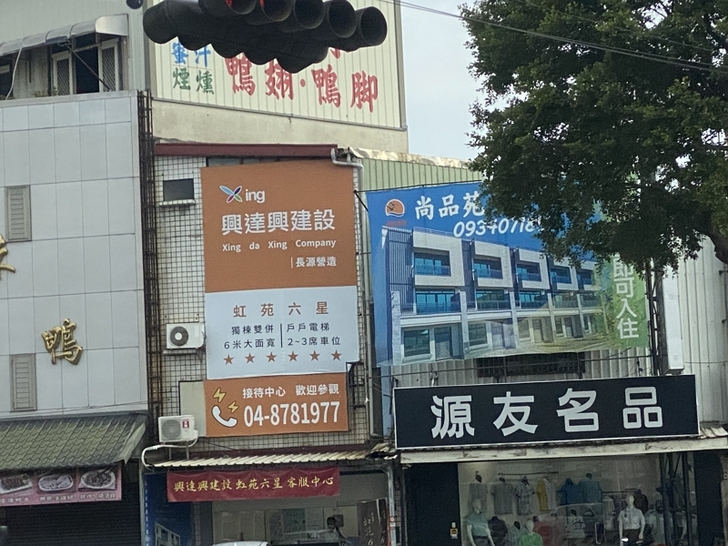 煙燻
鴨翅·鴨脚
鴨
Xing
興達興建設
Xing da Xing Company
長源營造
虹苑六星
獨棟雙併 戶戶電梯
6米大面寬 2~3席車位
★★★★★★
接待中心 歡迎參觀
04-8781977
興達興建設 虹苑六星 客服中心
尚品苑
0934071
即可入住
源友名品